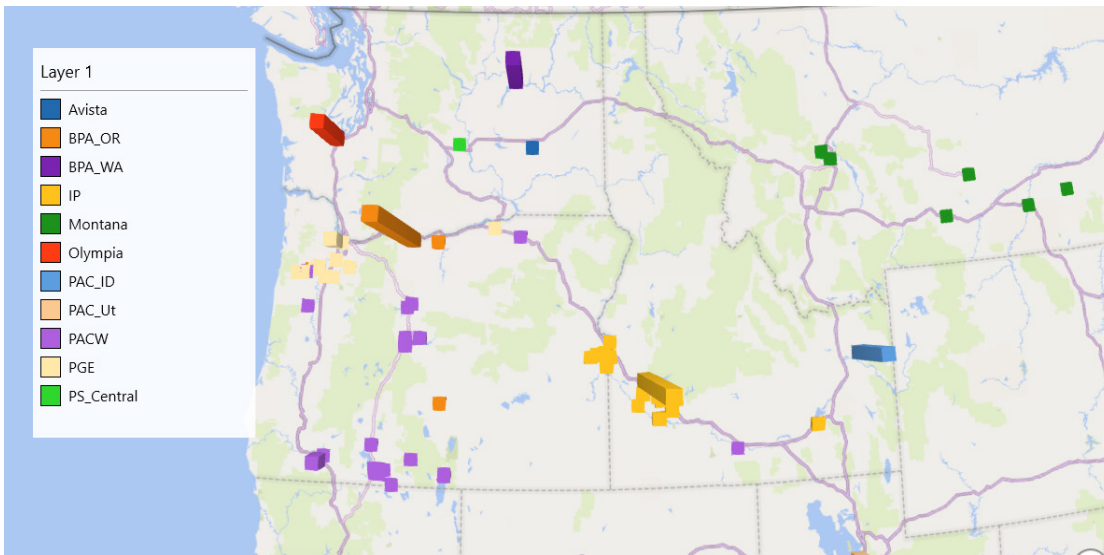 Layer 1
Avista
BPA_OR
BPA_WA
IP
Montana
Olympia
PAC_ID
PAC_Ut
PACW
PGE
PS_Central